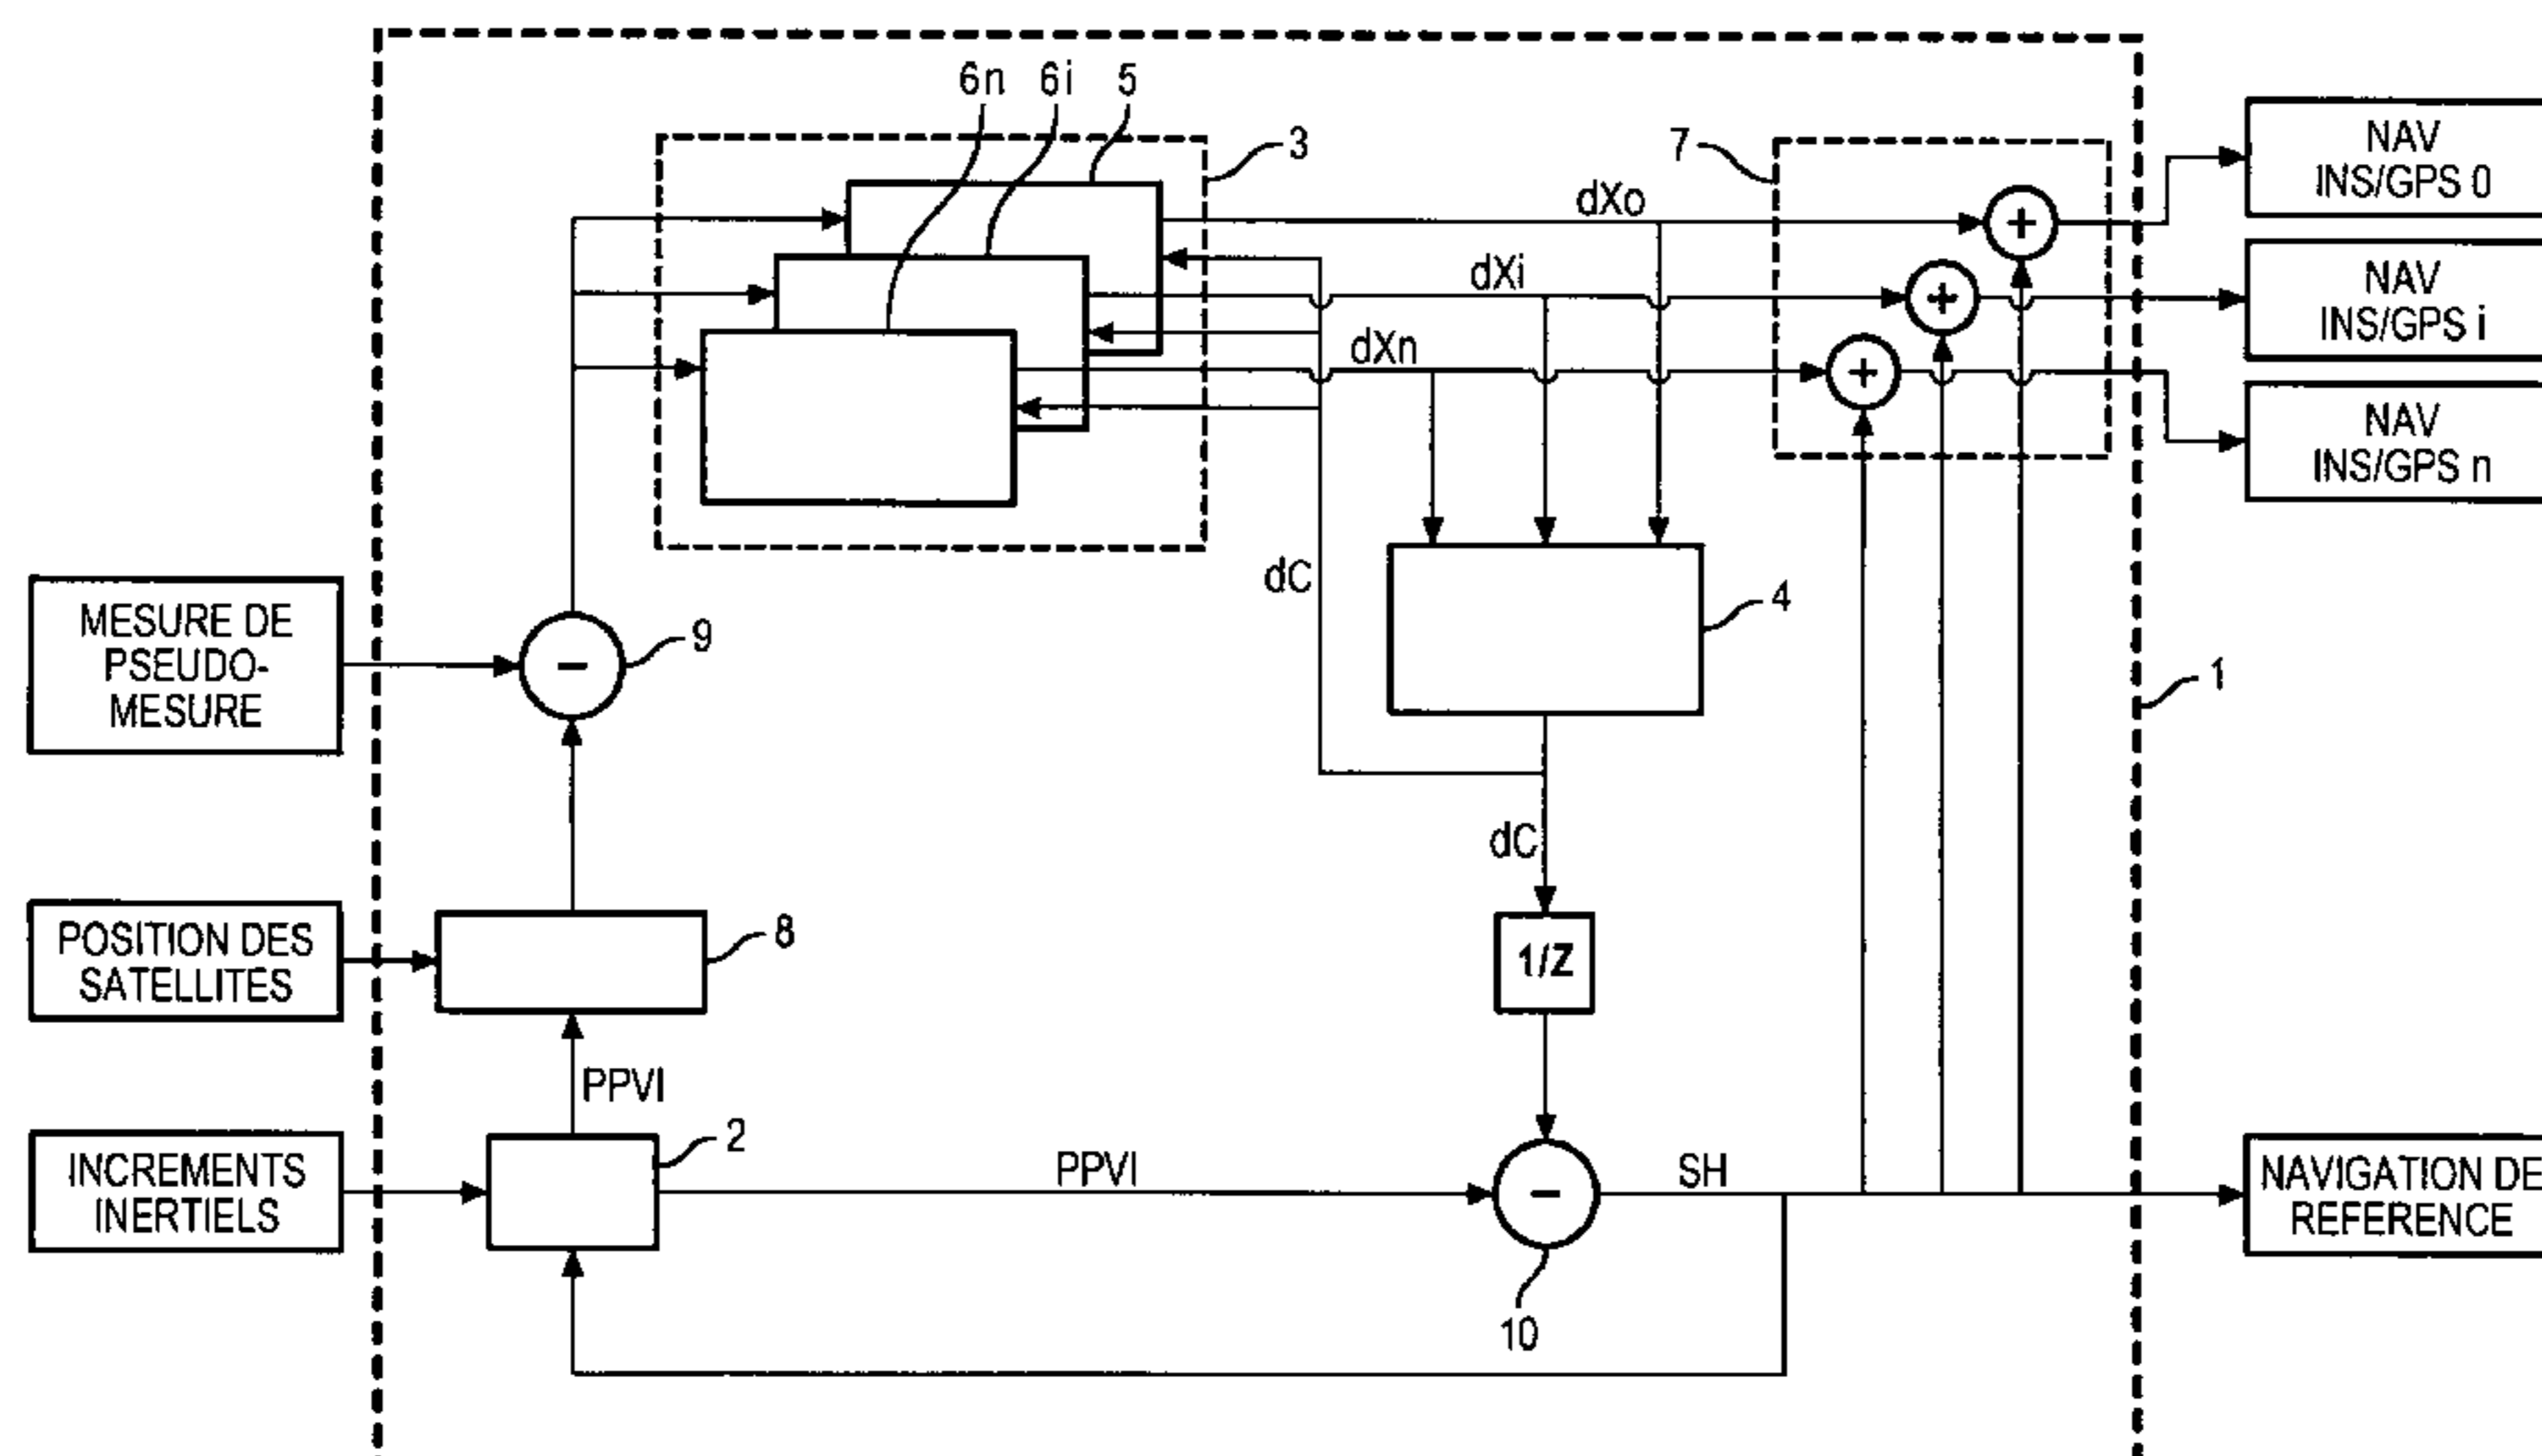 6n 6i 5
3
7
NAV
INS/GPS 0
dXo
+
dXi
+
NAV
INS/GPS i
dXn
+
NAV
INS/GPS n
MESURE DE
PSEUDO-
MESURE
-
9
dC
4
1
dC
POSITION DES
SATELLITES
8
1/Z
PPVI
INCREMENTS
INERTIELS
2
PPVI
-
SH
NAVIGATION DE
REFERENCE
10